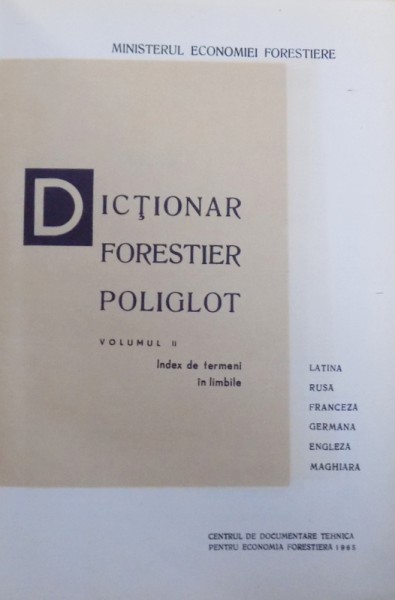 MINISTERUL ECONOMIEI FORESTIERE
DICŢIONAR
FORESTIER
POLIGLOT
VOLUMUL II
Index de termeni
în limbile
LATINA
RUSA
FRANCEZA
GERMANA
ENGLEZA
MAGHIARA
CENTRUL DE DOCUMENTARE TEHNICA
PENTRU ECONOMIA FORESTIERA 1965